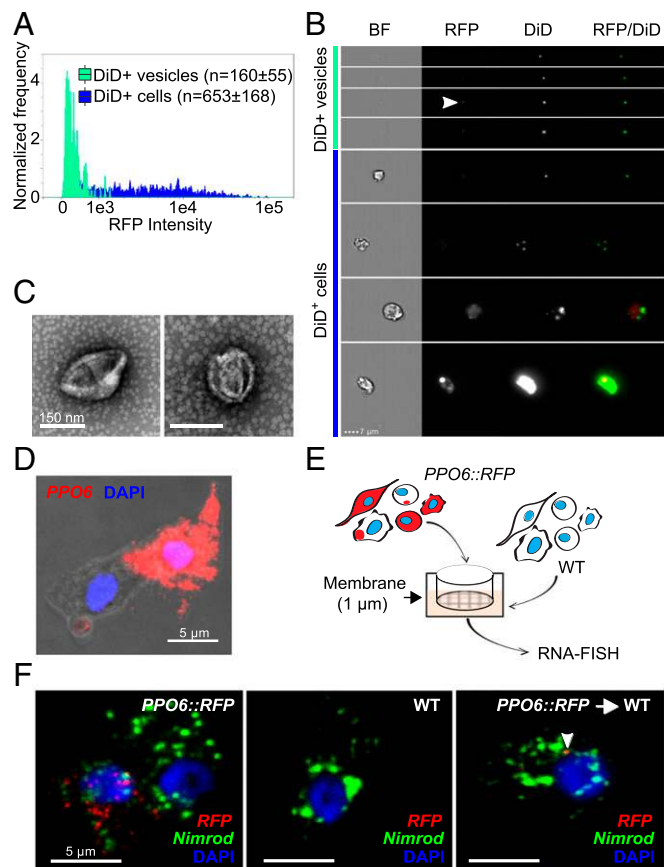 A
Normalized frequency
4
2
0
DiD+ vesicles (n=160±55)
DiD+ cells (n=653±168)
0 1e3 1e4 1e5
RFP Intensity
B
BF RFP DiD RFP/DiD
DiD+ vesicles
DiD+ cells
7 µm
C
150 nm
D
PPO6 DAPI
5 µm
E
PPO6::RFP
WT
Membrane
(1 µm)
RNA-FISH
F
PPO6::RFP
RFP
Nimrod
DAPI
5 µm
WT
RFP
Nimrod
DAPI
PPO6::RFP WT
RFP
Nimrod
DAPI